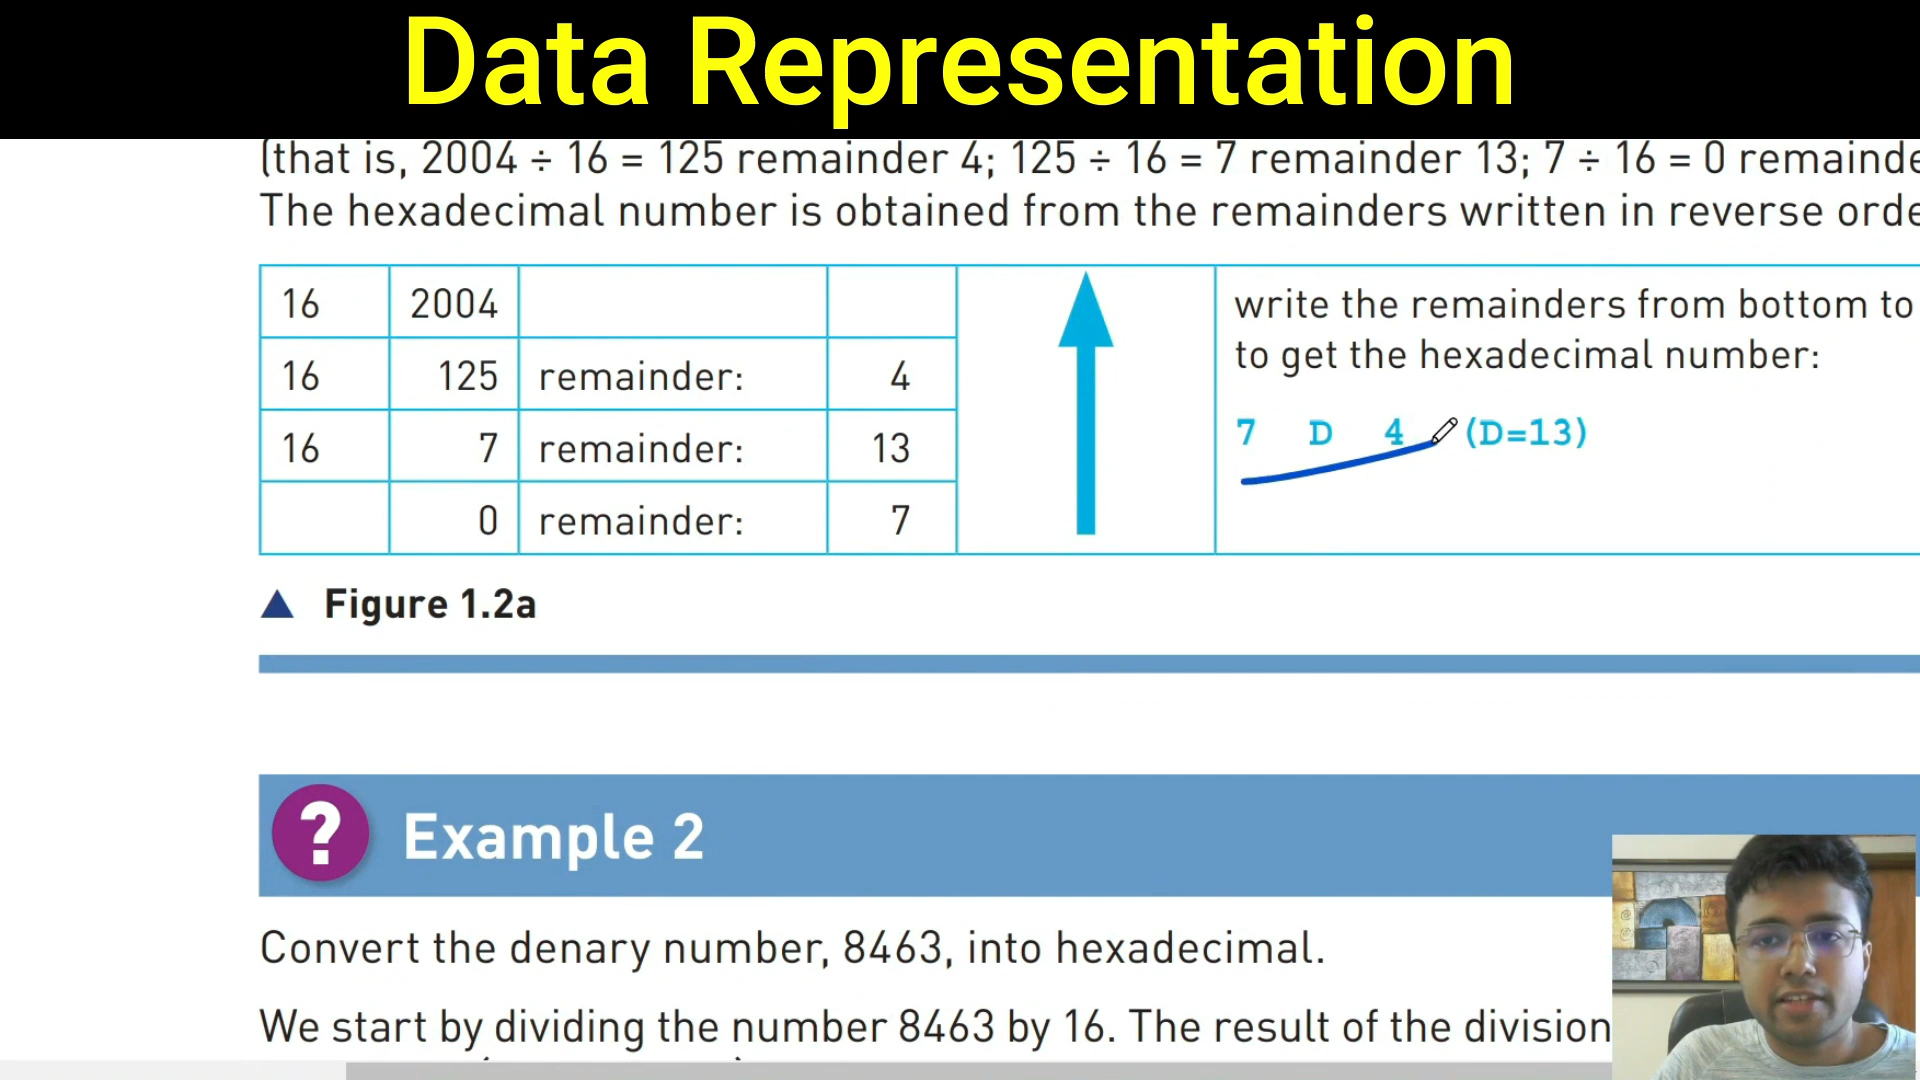 Data Representation
(that is, 2004 ÷ 16 = 125 remainder 4; 125 ÷ 16 = 7 remainder 13; 7 ÷ 16 = 0
The hexadecimal number is obtained from the remainders written in reverse
16 2004
16 125 remainder: 4
16 7 remainder: 13
0 remainder: 7
write the remainders from bottom to
to get the hexadecimal number:
7 D 4 (D=13)
▲ Figure 1.2a
? Example 2
Convert the denary number, 8463, into hexadecimal.
We start by dividing the number 8463 by 16. The result of the division